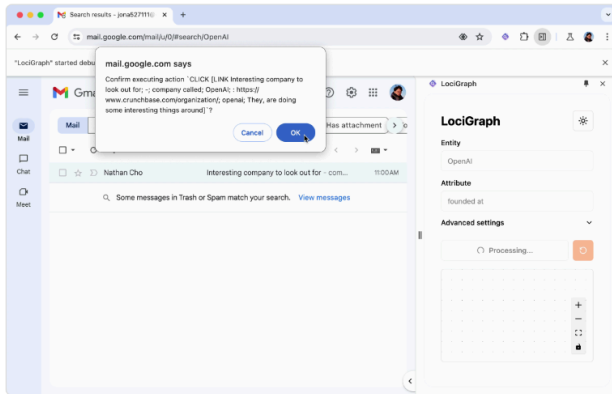 Search results – jona527111@
mail.google.com/mail/u/0/#search/OpenAI
"LociGraph" started debu
mail.google.com says
Confirm executing action `CLICK [LINK Interesting company to
look out for; -; company called; OpenAI; : https://
www.crunchbase.com/organization/; openai; They, are doing
some interesting things around]`?
Cancel
OK
Mail
Chat
Meet
Mail
Has attachment
Nathan Cho
Interesting company to look out for - com...
11:00 AM
Some messages in Trash or Spam match your search. View messages
LociGraph
LociGraph
Entity
OpenAI
Attribute
founded at
Advanced settings
Processing...